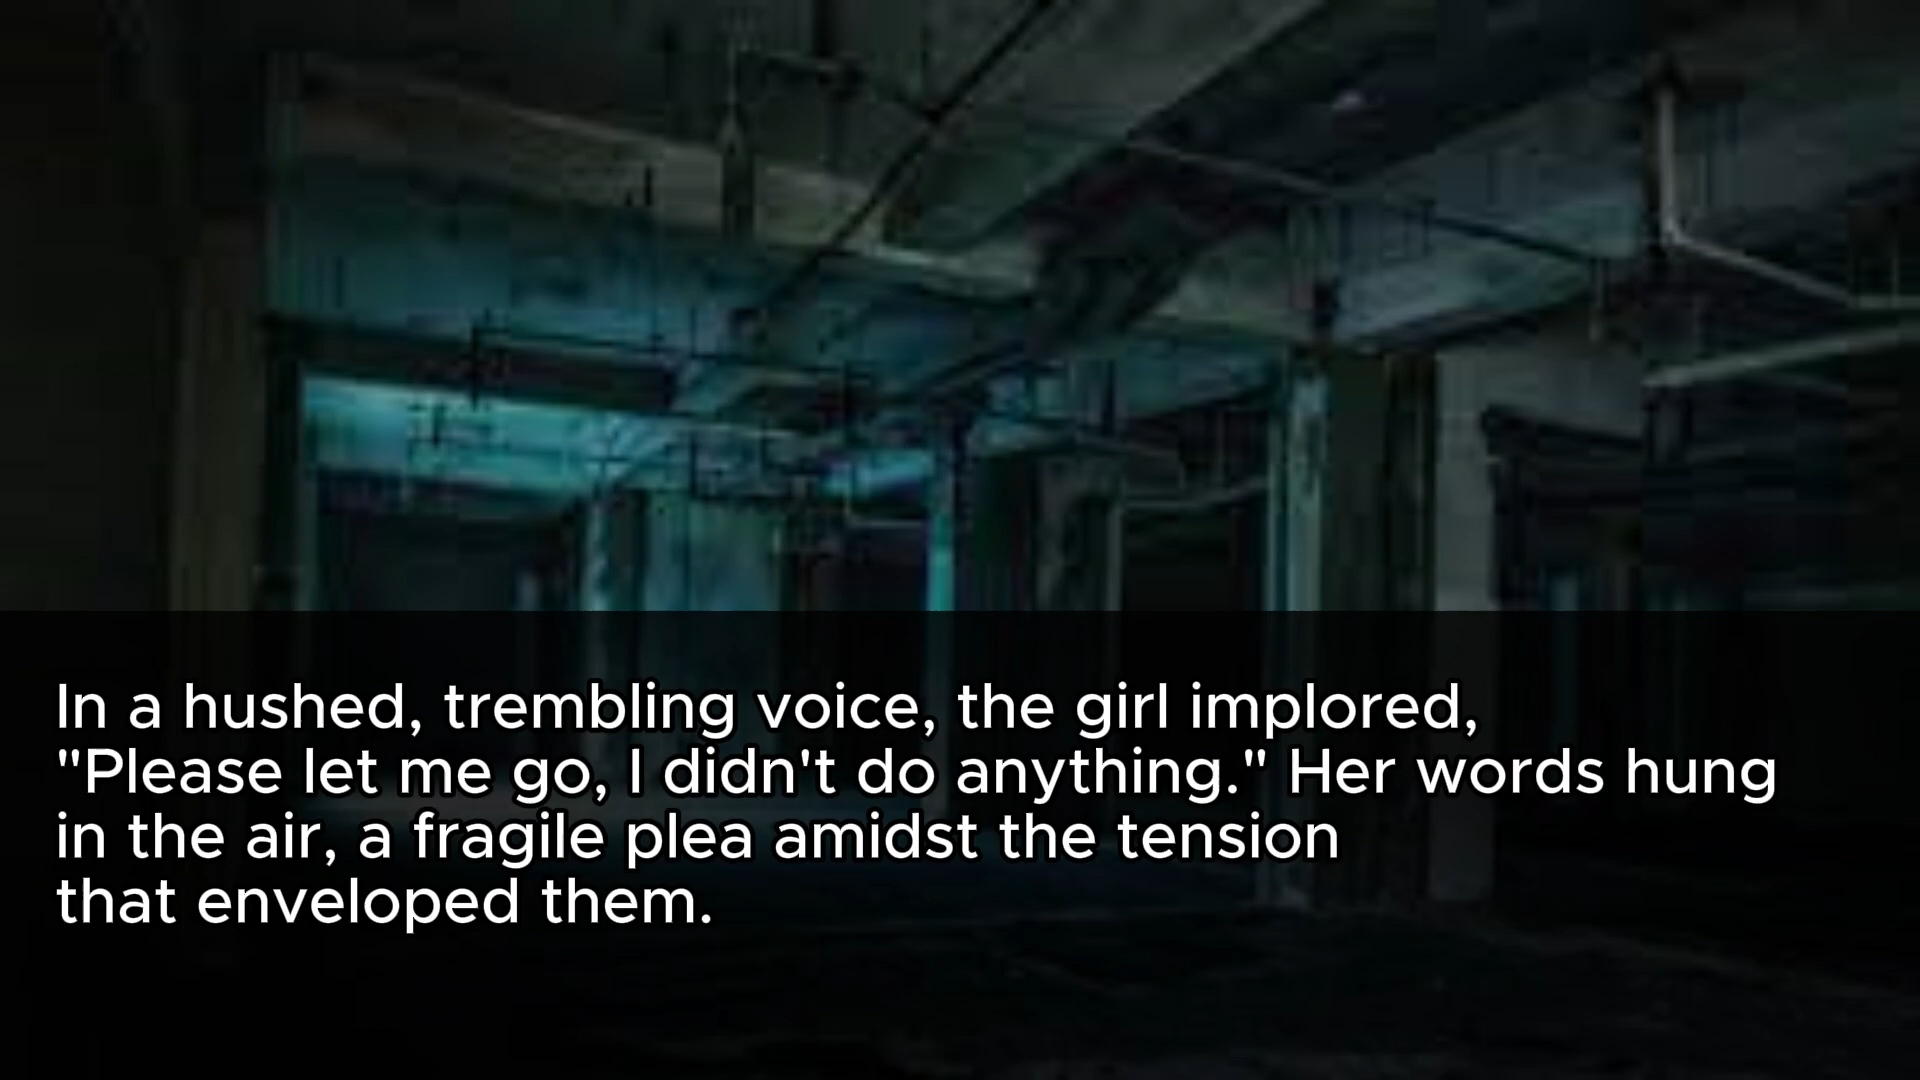 In a hushed, trembling voice, the girl implored,
"Please let me go, I didn't do anything." Her words hung
in the air, a fragile plea amidst the tension
that enveloped them.